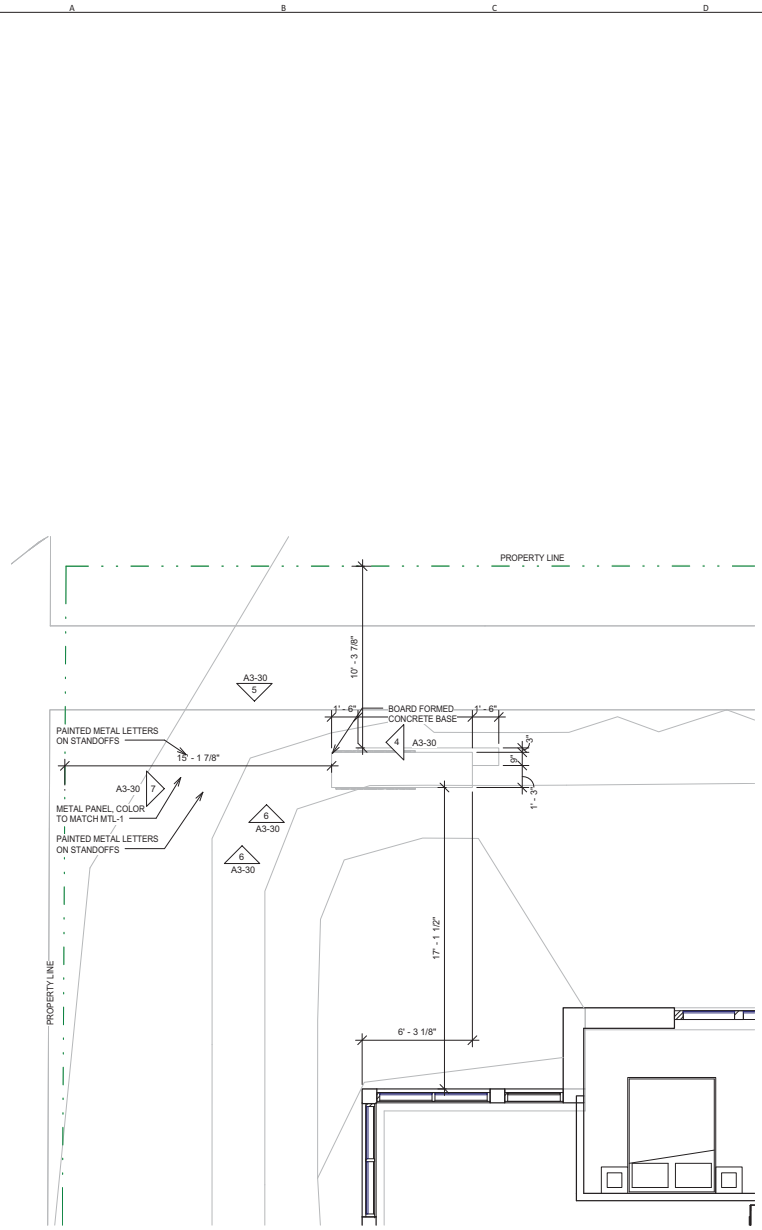 A B C D
PROPERTY LINE
10' - 3 7/8"
A3-30
5
1' - 6"
BOARD FORMED
CONCRETE BASE
1' - 6"
PAINTED METAL LETTERS
ON STANDOFFS
4
A3-30
3"
9"
1' - 3"
15' - 1 7/8"
A3-30
7
METAL PANEL, COLOR
TO MATCH MTL-1
6
A3-30
PAINTED METAL LETTERS
ON STANDOFFS
6
A3-30
17' - 1 1/2"
PROPERTY LINE
6' - 3 1/8"